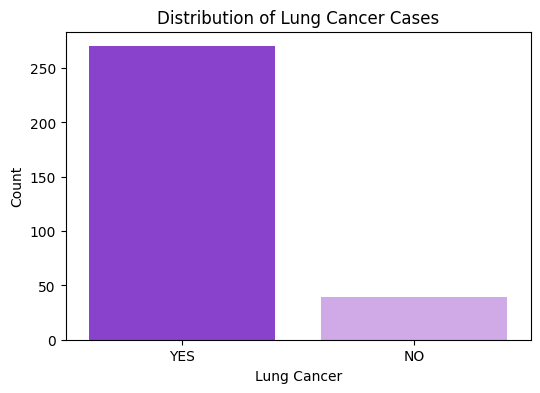 Distribution of Lung Cancer Cases
250
200
150
100
50
0
Count
YES NO
Lung Cancer